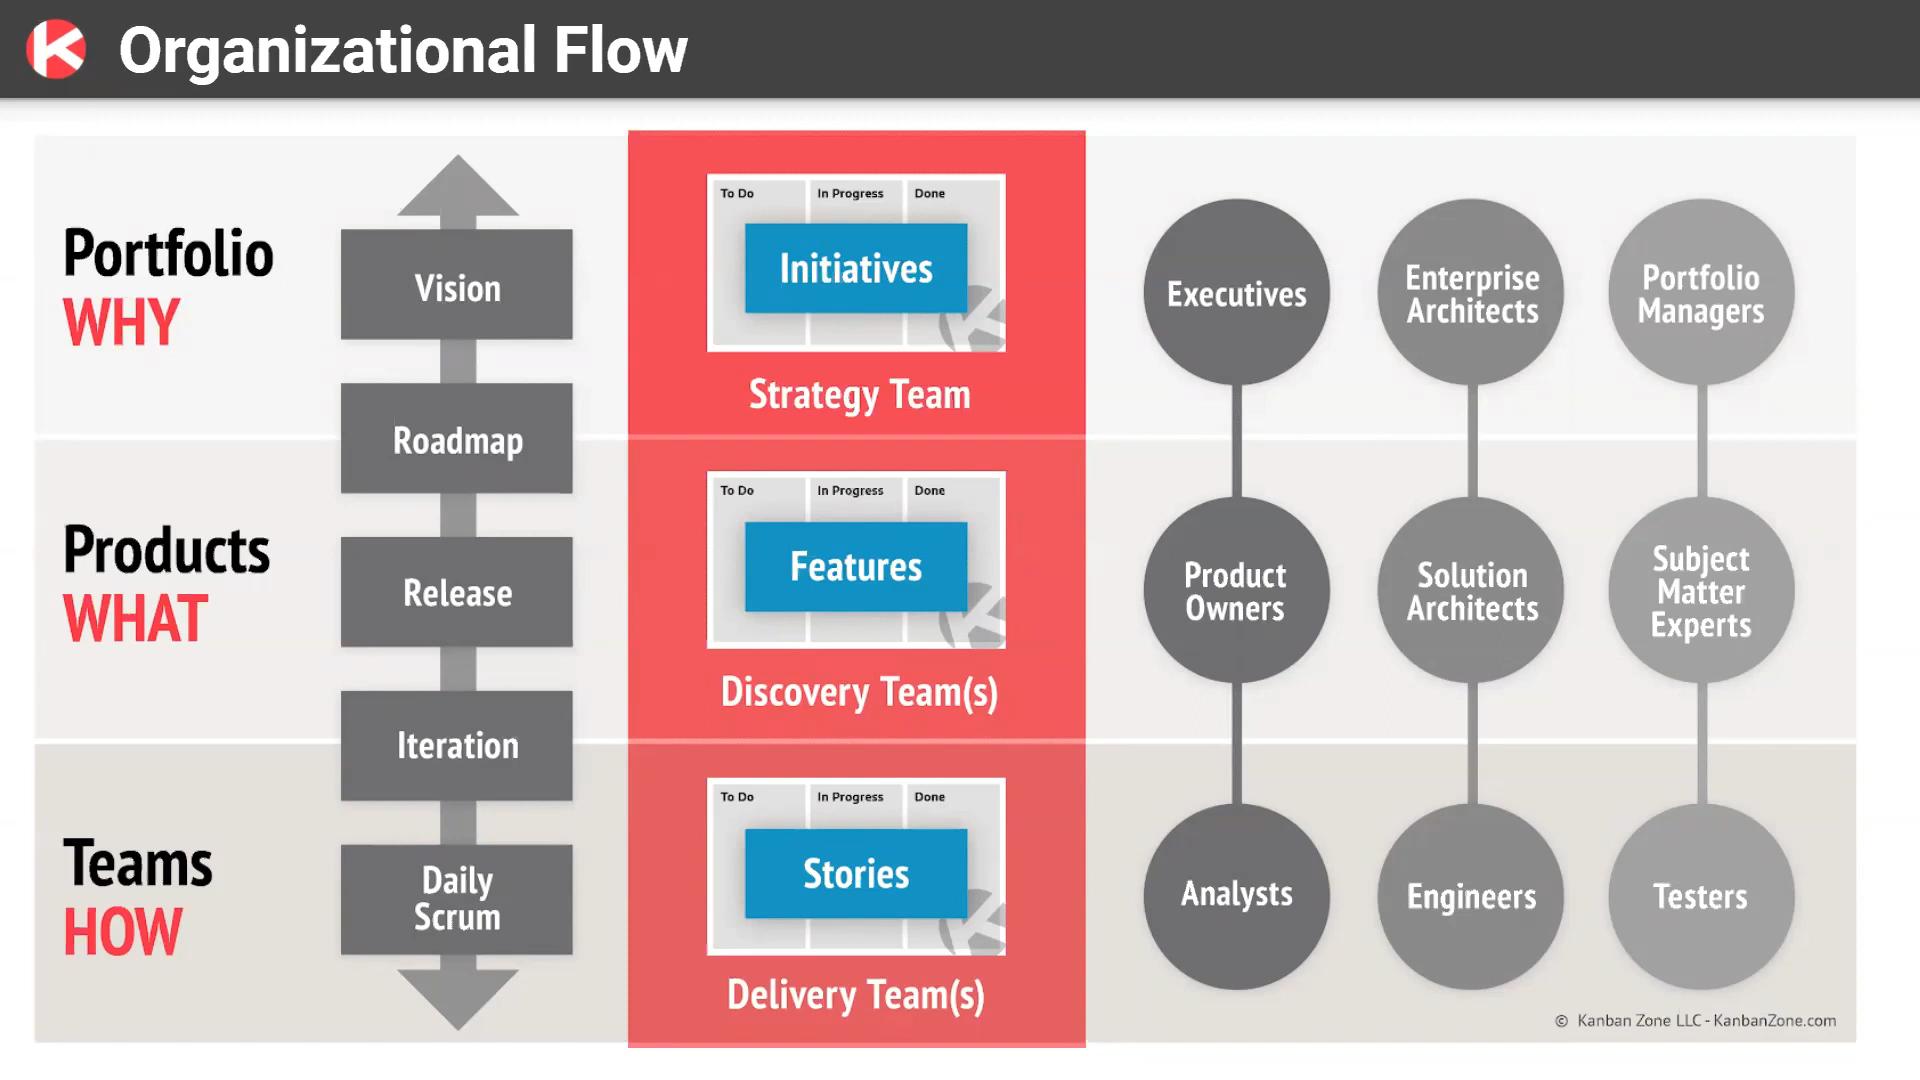 Organizational Flow
Portfolio
WHY
Vision
Roadmap
To Do
In Progress
Done
Initiatives
Strategy Team
Executives
Enterprise
Architects
Portfolio
Managers
Products
WHAT
Release
Iteration
To Do
In Progress
Done
Features
Discovery Team(s)
Product
Owners
Solution
Architects
Subject
Matter
Experts
Teams
HOW
Daily
Scrum
To Do
In Progress
Done
Stories
Delivery Team(s)
Analysts
Engineers
Testers
© Kanban Zone LLC - KanbanZone.com